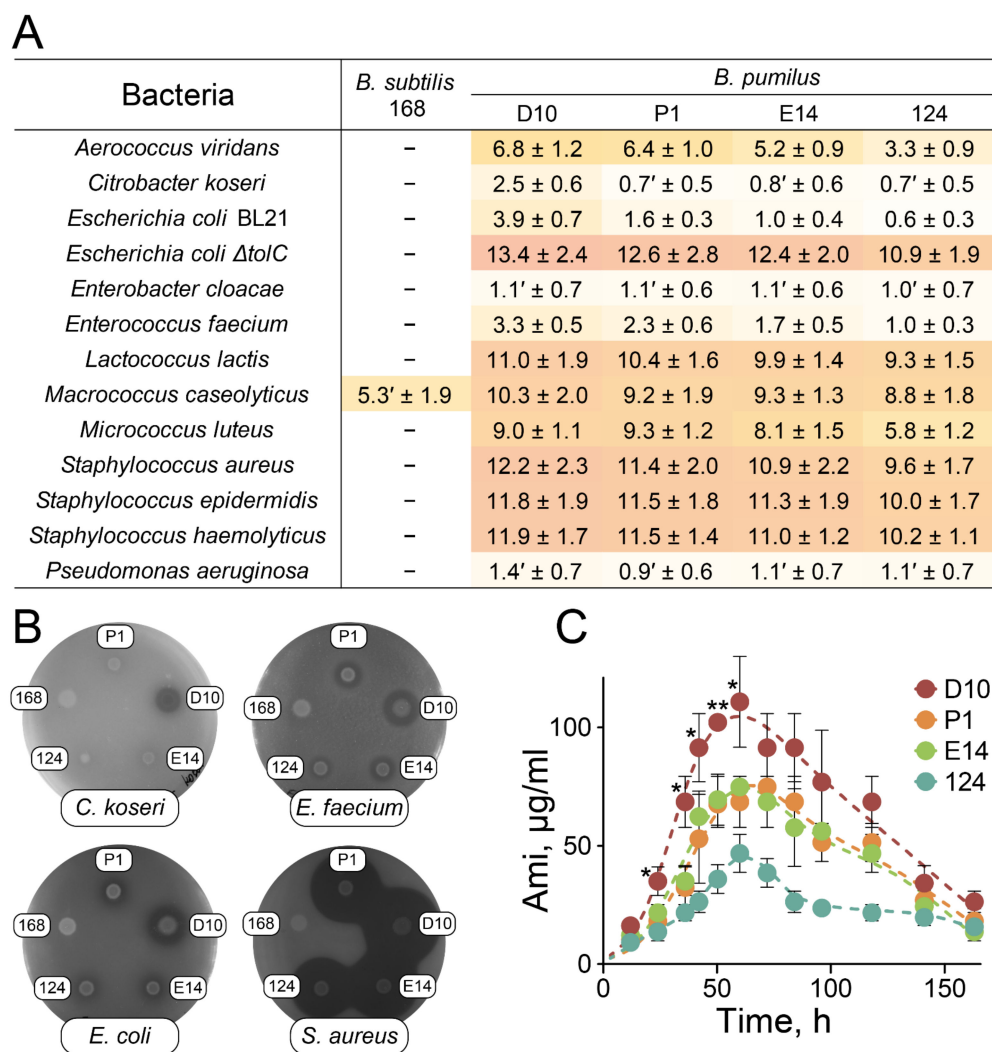 A
Bacteria
B. subtilis
168
B. pumilus
D10 P1 E14 124
Aerococcus viridans – 6.8 ± 1.2 6.4 ± 1.0 5.2 ± 0.9 3.3 ± 0.9
Citrobacter koseri – 2.5 ± 0.6 0.7′ ± 0.5 0.8′ ± 0.6 0.7′ ± 0.5
Escherichia coli BL21 – 3.9 ± 0.7 1.6 ± 0.3 1.0 ± 0.4 0.6 ± 0.3
Escherichia coli ΔtolC – 13.4 ± 2.4 12.6 ± 2.8 12.4 ± 2.0 10.9 ± 1.9
Enterobacter cloacae – 1.1′ ± 0.7 1.1′ ± 0.6 1.1′ ± 0.6 1.0′ ± 0.7
Enterococcus faecium – 3.3 ± 0.5 2.3 ± 0.6 1.7 ± 0.5 1.0 ± 0.3
Lactococcus lactis – 11.0 ± 1.9 10.4 ± 1.6 9.9 ± 1.4 9.3 ± 1.5
Macrococcus caseolyticus 5.3′ ± 1.9 10.3 ± 2.0 9.2 ± 1.9 9.3 ± 1.3 8.8 ± 1.8
Micrococcus luteus – 9.0 ± 1.1 9.3 ± 1.2 8.1 ± 1.5 5.8 ± 1.2
Staphylococcus aureus – 12.2 ± 2.3 11.4 ± 2.0 10.9 ± 2.2 9.6 ± 1.7
Staphylococcus epidermidis – 11.8 ± 1.9 11.5 ± 1.8 11.3 ± 1.9 10.0 ± 1.7
Staphylococcus haemolyticus – 11.9 ± 1.7 11.5 ± 1.4 11.0 ± 1.2 10.2 ± 1.1
Pseudomonas aeruginosa – 1.4′ ± 0.7 0.9′ ± 0.6 1.1′ ± 0.7 1.1′ ± 0.7
B
P1
168
D10
124
E14
C. koseri
P1
168
D10
124
E14
E. faecium
P1
168
D10
124
E14
E. coli
P1
168
D10
124
E14
S. aureus
C
D10
P1
E14
124
* * * ** *
100
50
0
Ami, µg/ml
0 50 100 150
Time, h